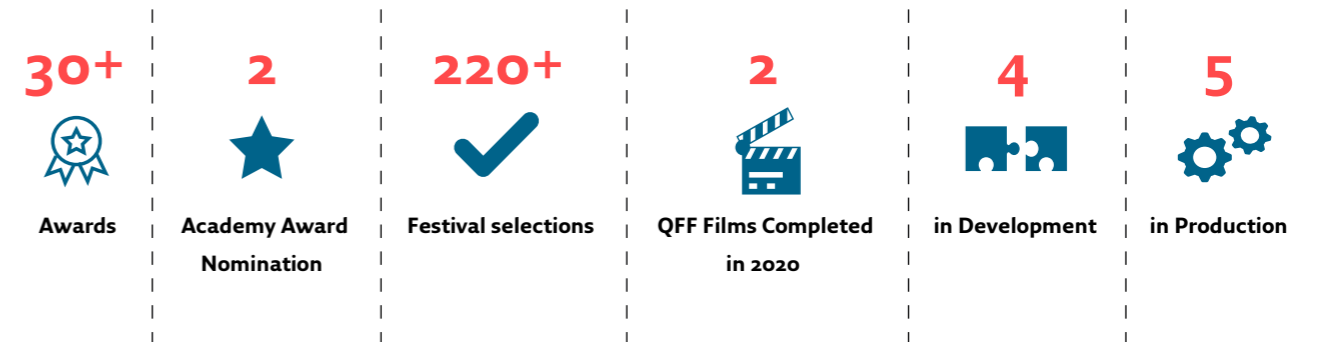 30+
Awards
2
Academy Award
Nomination
220+
Festival selections
2
QFF Films Completed
in 2020
4
in Development
5
in Production